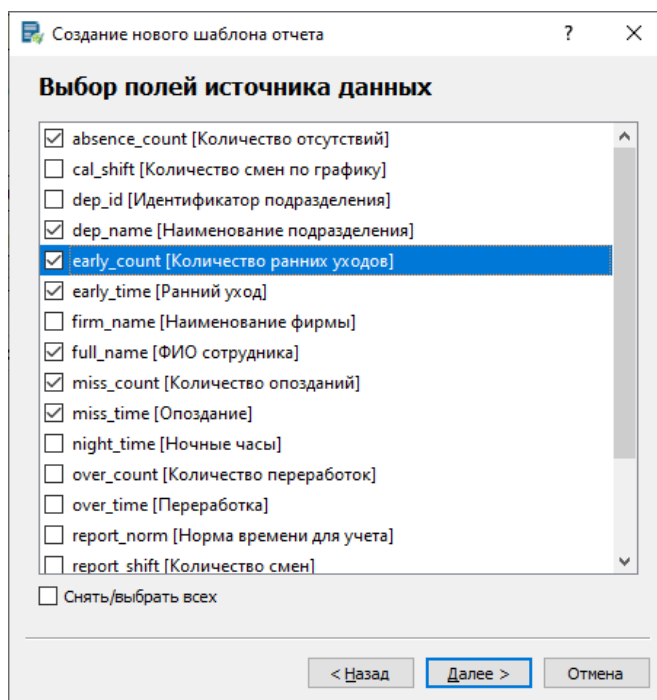 Создание нового шаблона отчета
Выбор полей источника данных
absence_count [Количество отсутствий]
cal_shift [Количество смен по графику]
dep_id [Идентификатор подразделения]
dep_name [Наименование подразделения]
early_count [Количество ранних уходов]
early_time [Ранний уход]
firm_name [Наименование фирмы]
full_name [ФИО сотрудника]
miss_count [Количество опозданий]
miss_time [Опоздание]
night_time [Ночные часы]
over_count [Количество переработок]
over_time [Переработка]
report_norm [Норма времени для учета]
report_shift [Количество смен]
Снять/выбрать всех
< Назад Далее > Отмена